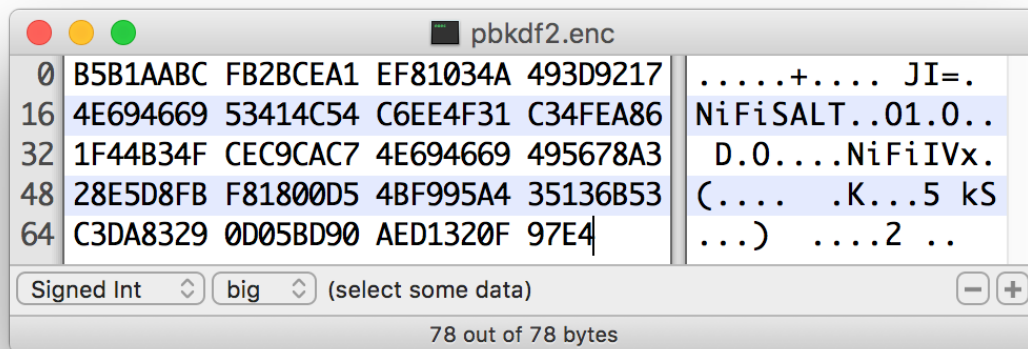 pbkdf2.enc
0 B5B1AABC FB2BCEA1 EF81034A 493D9217 .....+.... JI=.
16 4E694669 53414C54 C6EE4F31 C34FEA86 NiFiSALT..O1.O..
32 1F44B34F CEC9CAC7 4E694669 495678A3 D.O....NiFiIVx.
48 28E5D8FB F81800D5 4BF995A4 35136B53 (.... .K...5 kS
64 C3DA8329 0D05BD90 AED1320F 97E4 ...) ....2 ..
Signed Int big (select some data)
78 out of 78 bytes